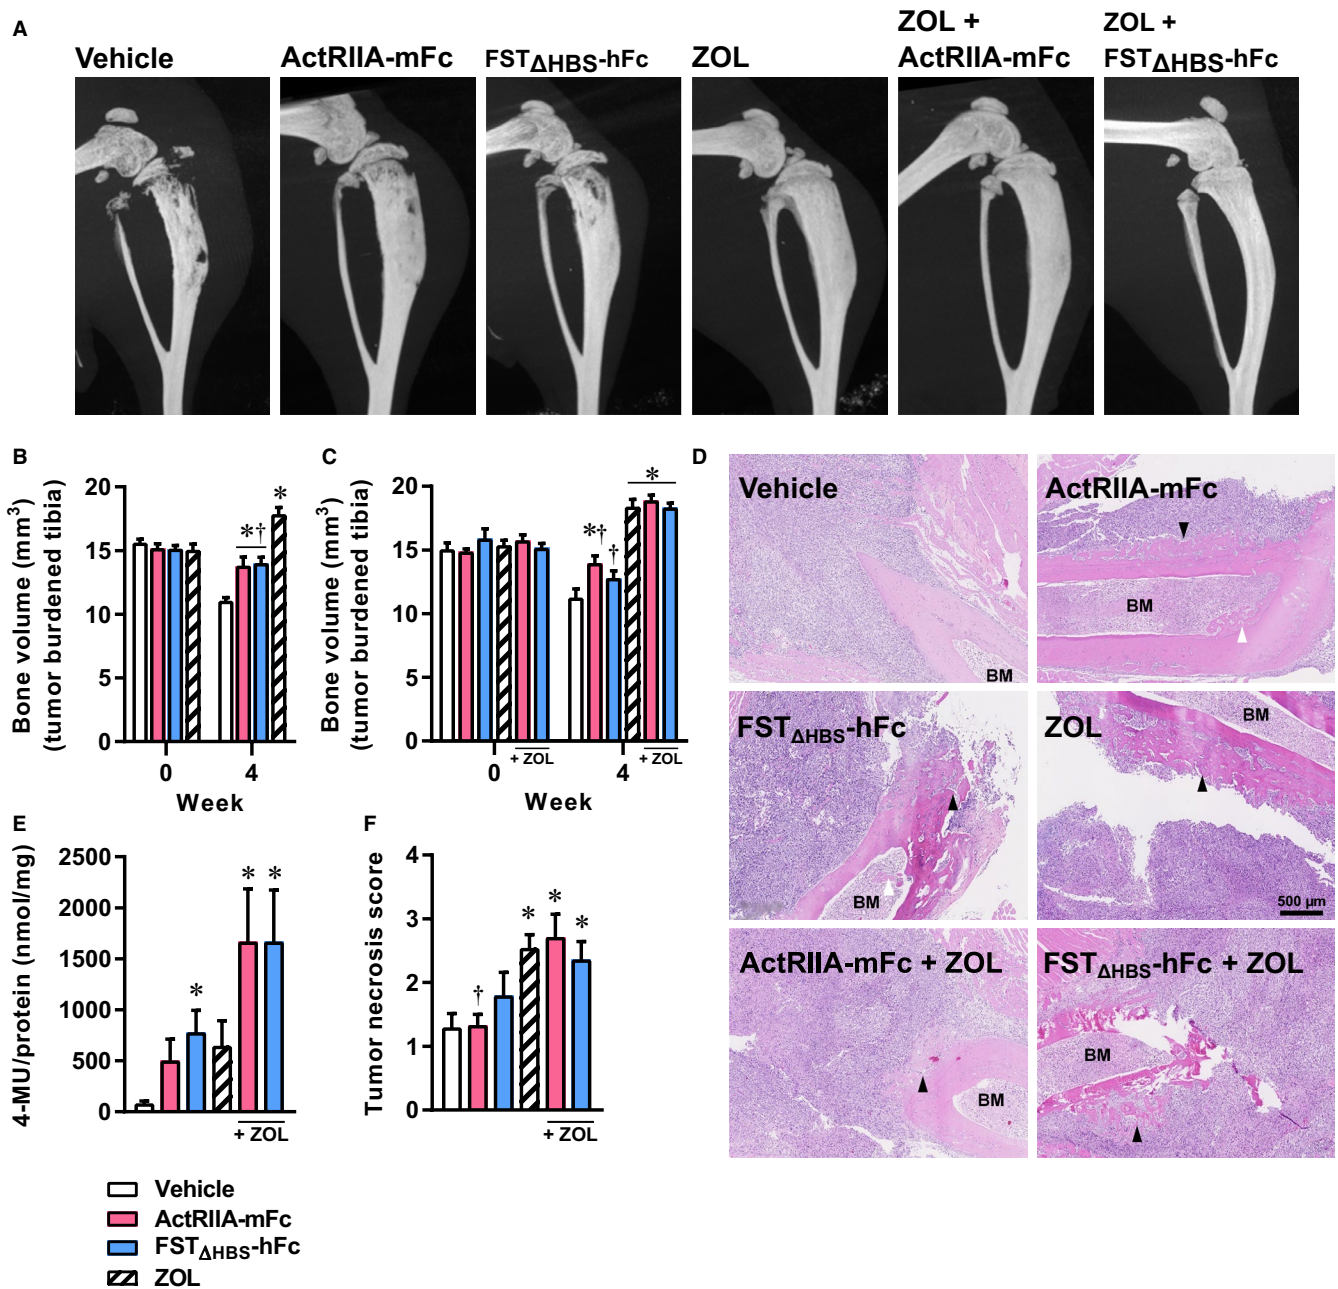 A
Vehicle
ActRIIA-mFc
FSTΔHBS-hFc
ZOL
ZOL +
ActRIIA-mFc
ZOL +
FSTΔHBS-hFc
B
Bone volume (mm3)
(tumor burdened tibia)
20
15
10
5
0
*†
*
0
4
Week
C
Bone volume (mm3)
(tumor burdened tibia)
20
15
10
5
0
*†
†
*
0
+ ZOL
4
+ ZOL
Week
D
Vehicle
BM
ActRIIA-mFc
BM
FSTΔHBS-hFc
BM
ZOL
BM
500 µm
ActRIIA-mFc + ZOL
BM
FSTΔHBS-hFc + ZOL
BM
E
4-MU/protein (nmol/mg)
2500
2000
1500
1000
500
0
*
*
*
+ ZOL
F
Tumor necrosis score
4
3
2
1
0
†
*
*
*
+ ZOL
Vehicle
ActRIIA-mFc
FSTΔHBS-hFc
ZOL